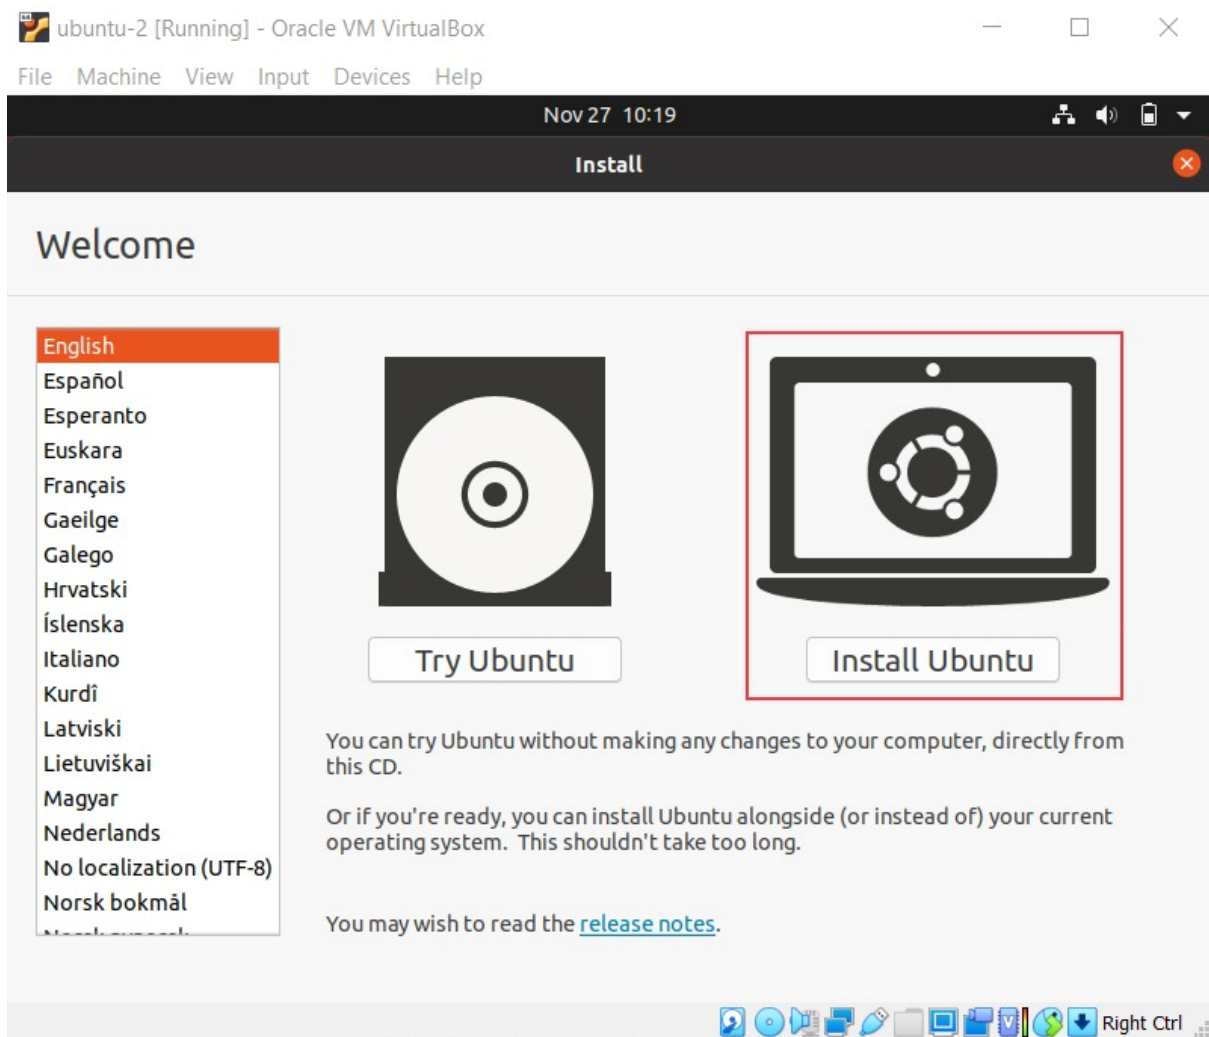 ubuntu-2 [Running] - Oracle VM VirtualBox
File Machine View Input Devices Help
Nov 27 10:19
Install
Welcome
English
Español
Esperanto
Euskara
Français
Gaeilge
Galego
Hrvatski
Íslenska
Italiano
Kurdî
Latviski
Lietuviškai
Magyar
Nederlands
No localization (UTF-8)
Norsk bokmål
Try Ubuntu
Install Ubuntu
You can try Ubuntu without making any changes to your computer, directly from
this CD.
Or if you're ready, you can install Ubuntu alongside (or instead of) your current
operating system. This shouldn't take too long.
You may wish to read the release notes.
Right Ctrl